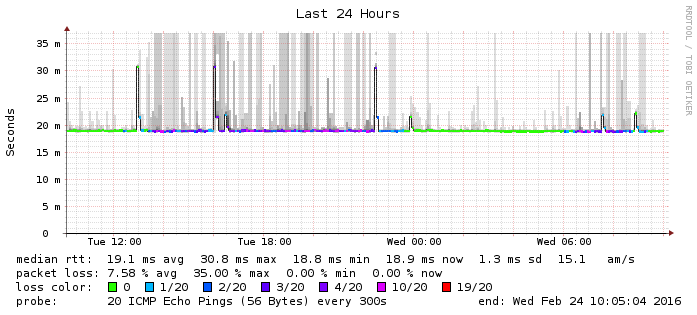 Last 24 Hours
RRDTOOL / TOBI OETIKER
Seconds
35 m
30 m
25 m
20 m
15 m
10 m
5 m
0
Tue 12:00 Tue 18:00 Wed 00:00 Wed 06:00
median rtt: 19.1 ms avg 30.8 ms max 18.8 ms min 18.9 ms now 1.3 ms sd 15.1 am/s
packet loss: 7.58 % avg 35.00 % max 0.00 % min 0.00 % now
loss color: 0 1/20 2/20 3/20 4/20 10/20 19/20
probe: 20 ICMP Echo Pings (56 Bytes) every 300s end: Wed Feb 24 10:05:04 2016